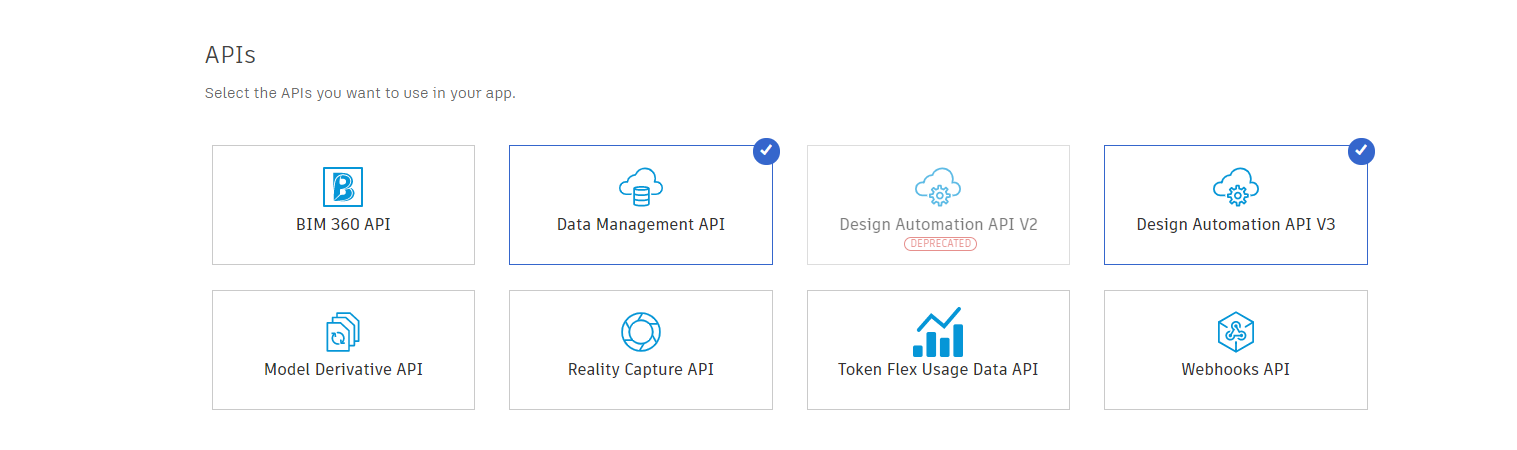 APIs
Select the APIs you want to use in your app.
BIM 360 API
Data Management API
Design Automation API V2
DEPRECATED
Design Automation API V3
Model Derivative API
Reality Capture API
Token Flex Usage Data API
Webhooks API